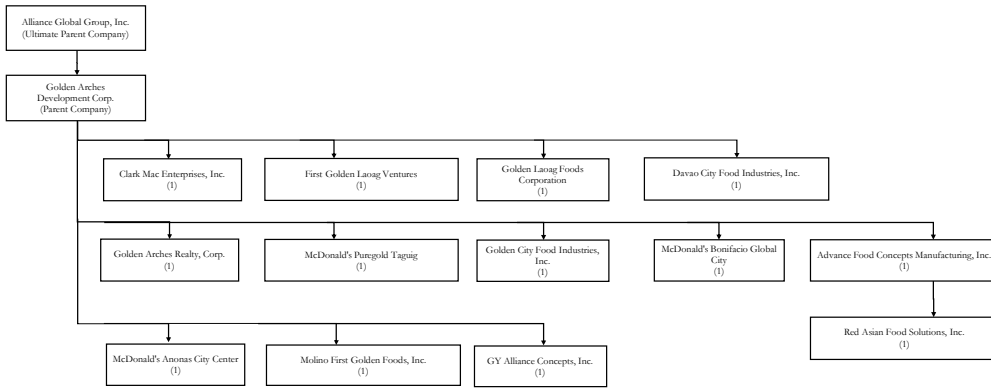 Alliance Global Group, Inc.
(Ultimate Parent Company)
Golden Arches
Development Corp.
(Parent Company)
Clark Mac Enterprises, Inc.
(1)
First Golden Laoag Ventures
(1)
Golden Laoag Foods
Corporation
(1)
Davao City Food Industries, Inc.
(1)
Golden Arches Realty, Corp.
(1)
McDonald's Puregold Taguig
(1)
Golden City Food Industries,
Inc.
(1)
McDonald's Bonifacio Global
City
(1)
Advance Food Concepts Manufacturing, Inc.
(1)
Red Asian Food Solutions, Inc.
(1)
McDonald's Anonas City Center
(1)
Molino First Golden Foods, Inc.
(1)
GY Alliance Concepts, Inc.
(1)